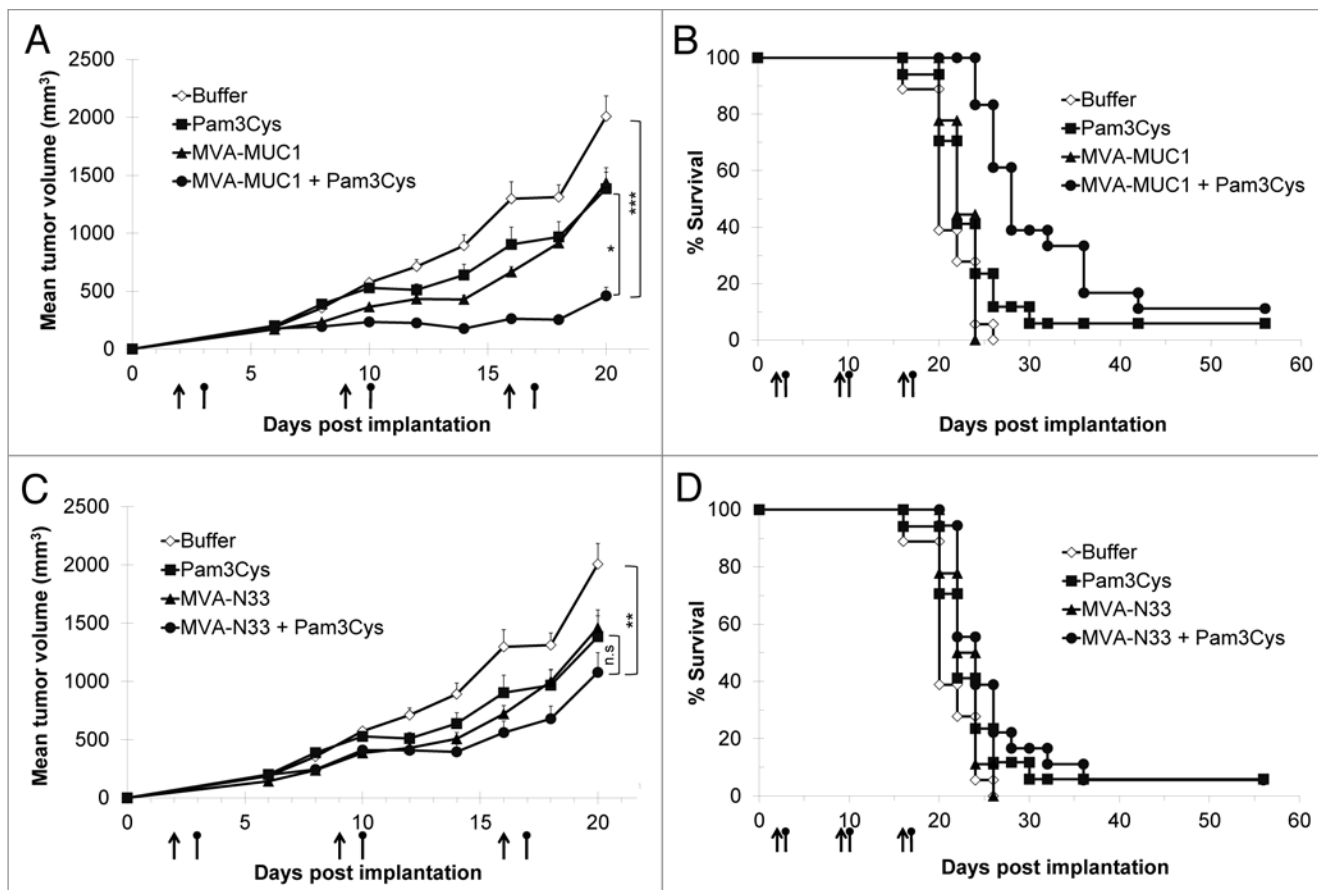 A
Mean tumor volume (mm³)
2500
2000
1500
1000
500
0
Buffer
Pam3Cys
MVA-MUC1
MVA-MUC1 + Pam3Cys
***
*
0 5 10 15 20
Days post implantation
B
% Survival
100
80
60
40
20
0
Buffer
Pam3Cys
MVA-MUC1
MVA-MUC1 + Pam3Cys
0 10 20 30 40 50 60
Days post implantation
C
Mean tumor volume (mm³)
2500
2000
1500
1000
500
0
Buffer
Pam3Cys
MVA-N33
MVA-N33 + Pam3Cys
**
n.s
0 5 10 15 20
Days post implantation
D
% Survival
100
80
60
40
20
0
Buffer
Pam3Cys
MVA-N33
MVA-N33 + Pam3Cys
0 10 20 30 40 50 60
Days post implantation